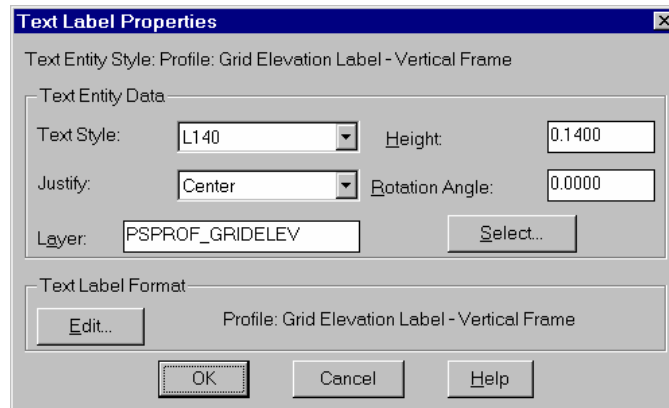 Text Label Properties
Text Entity Style: Profile: Grid Elevation Label - Vertical Frame
Text Entity Data
Text Style: L140 Height: 0.1400
Justify: Center Rotation Angle: 0.0000
Layer: PSPROF_GRIDELEV Select...
Text Label Format
Edit... Profile: Grid Elevation Label - Vertical Frame
OK Cancel Help